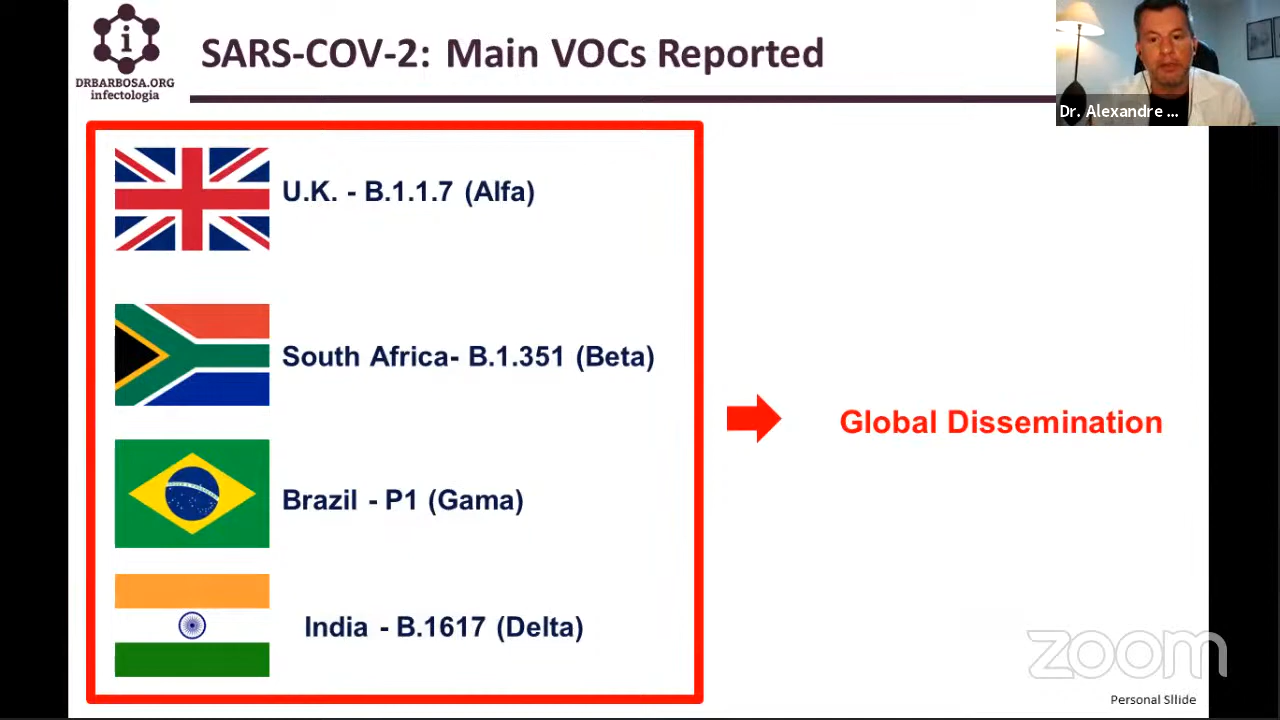 i
DRBARBOSA.ORG
infectologia
SARS-COV-2: Main VOCs Reported
Dr. Alexandre ...
U.K. - B.1.1.7 (Alfa)
South Africa- B.1.351 (Beta)
Brazil - P1 (Gama)
India - B.1617 (Delta)
Global Dissemination
zoom
Personal Sllide